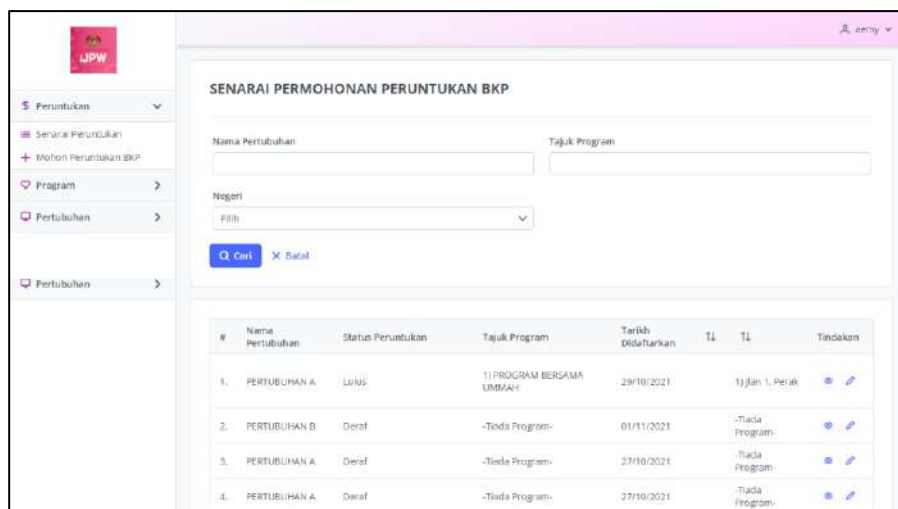 iJPW
aemy
$ Peruntukan
Senarai Peruntukan
+ Mohon Peruntukan BKP
Program
Pertubuhan
Pertubuhan
SENARAI PERMOHONAN PERUNTUKAN BKP
Nama Pertubuhan Tajuk Program
Negeri
Pilih
Cari X Batal
# Nama Pertubuhan Status Peruntukan Tajuk Program Tarikh Didaftarkan Tindakan
1. PERTUBUHAN A Lulus 1) PROGRAM BERSAMA UMMAH 29/10/2021 1) Jlan 1, Perak
2. PERTUBUHAN B Deraf -Tiada Program- 01/11/2021 -Tiada Program-
3. PERTUBUHAN A Deraf -Tiada Program- 27/10/2021 -Tiada Program-
4. PERTUBUHAN A Deraf -Tiada Program- 27/10/2021 -Tiada Program-